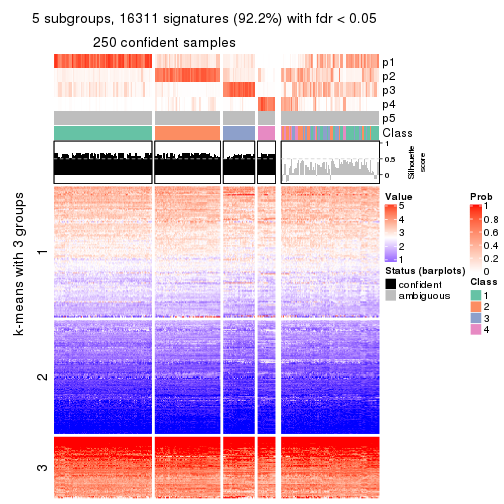 5 subgroups, 16311 signatures (92.2%) with fdr < 0.05
250 confident samples
p1
p2
p3
p4
p5
Class
1
0.5
0
Silhouette
score
k-means with 3 groups
1
2
3
Value
5
4
3
2
1
Status (barplots)
confident
ambiguous
Prob
1
0.8
0.6
0.4
0.2
0
Class
1
2
3
4